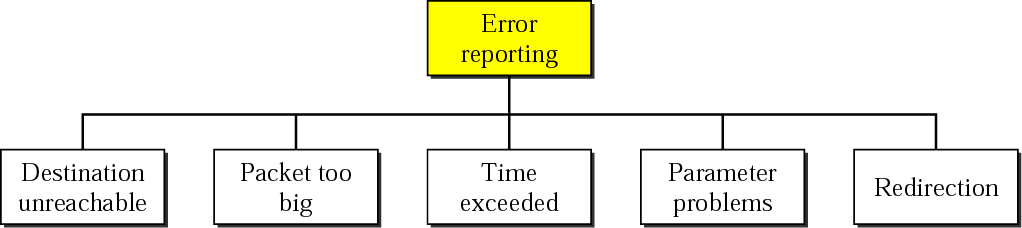 Error
reporting
Destination
unreachable
Packet too
big
Time
exceeded
Parameter
problems
Redirection